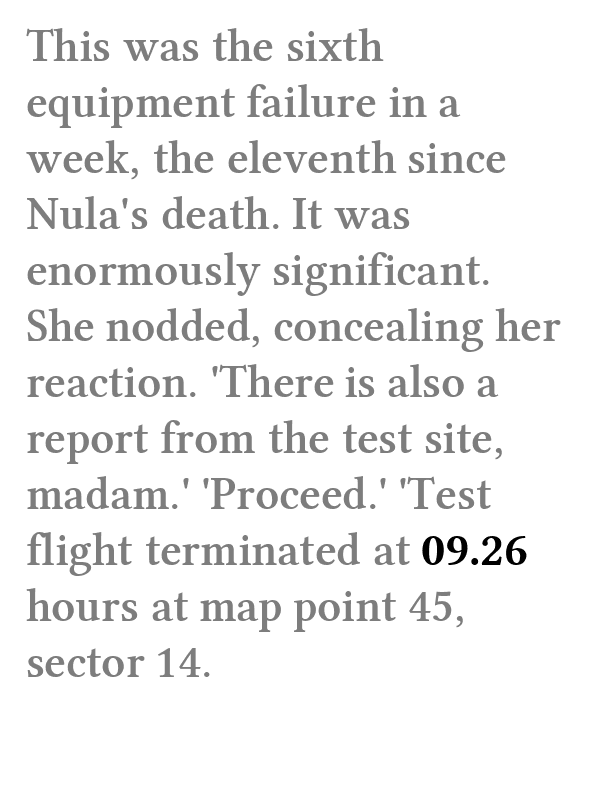 This was the sixth
equipment failure in a
week, the eleventh since
Nula's death. It was
enormously significant.
She nodded, concealing her
reaction. 'There is also a
report from the test site,
madam.' 'Proceed.' 'Test
flight terminated at 09.26
hours at map point 45,
sector 14.